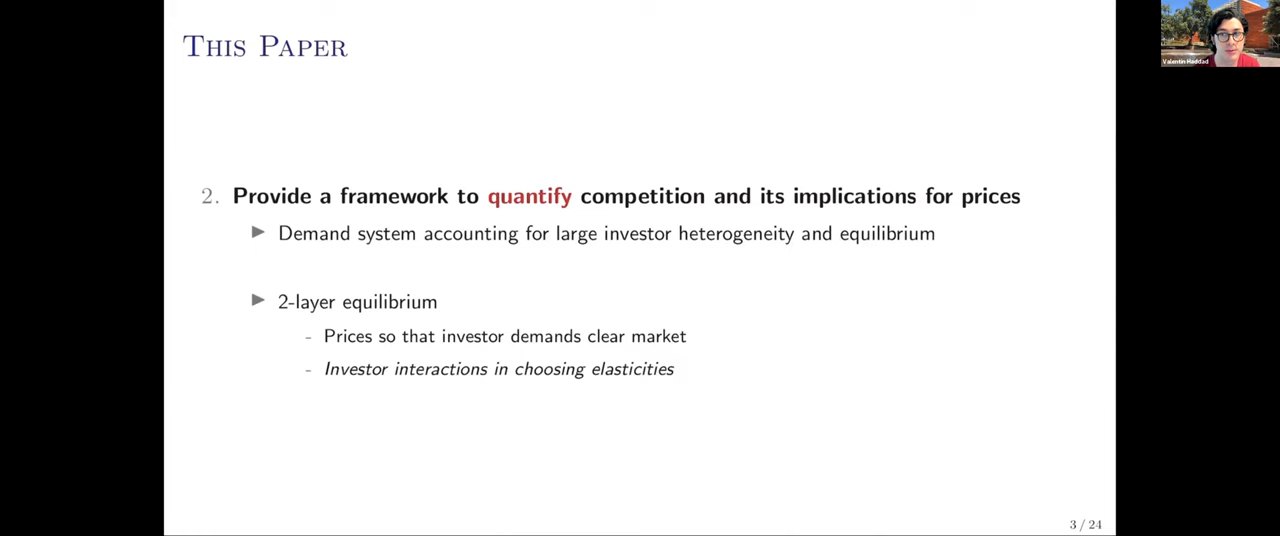 THIS PAPER
Valentin Haddad
2. Provide a framework to quantify competition and its implications for prices
▶ Demand system accounting for large investor heterogeneity and equilibrium
▶ 2-layer equilibrium
- Prices so that investor demands clear market
- Investor interactions in choosing elasticities
3 / 24